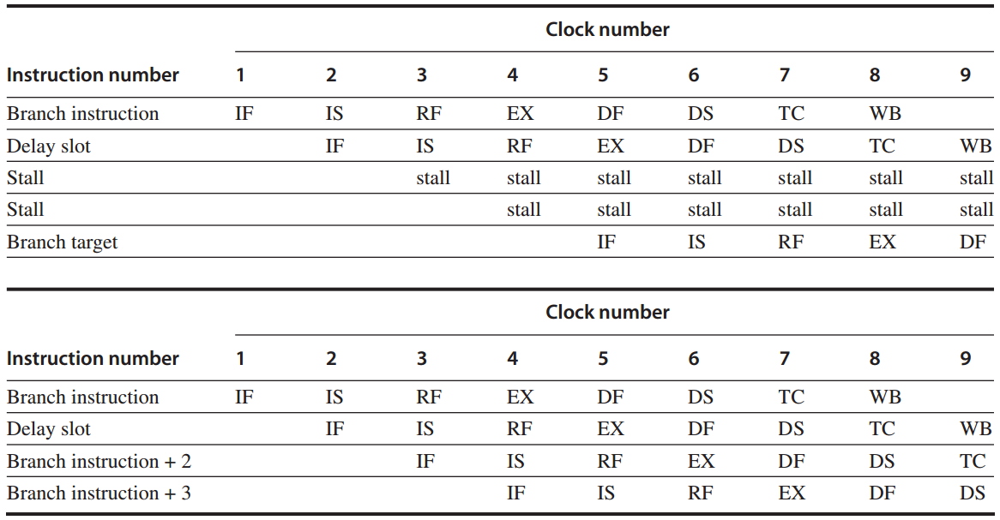 Clock number
Instruction number 1 2 3 4 5 6 7 8 9
Branch instruction IF IS RF EX DF DS TC WB
Delay slot IF IS RF EX DF DS TC WB
Stall stall stall stall stall stall stall stall
Stall stall stall stall stall stall stall
Branch target IF IS RF EX DF
Clock number
Instruction number 1 2 3 4 5 6 7 8 9
Branch instruction IF IS RF EX DF DS TC WB
Delay slot IF IS RF EX DF DS TC WB
Branch instruction + 2 IF IS RF EX DF DS TC
Branch instruction + 3 IF IS RF EX DF DS